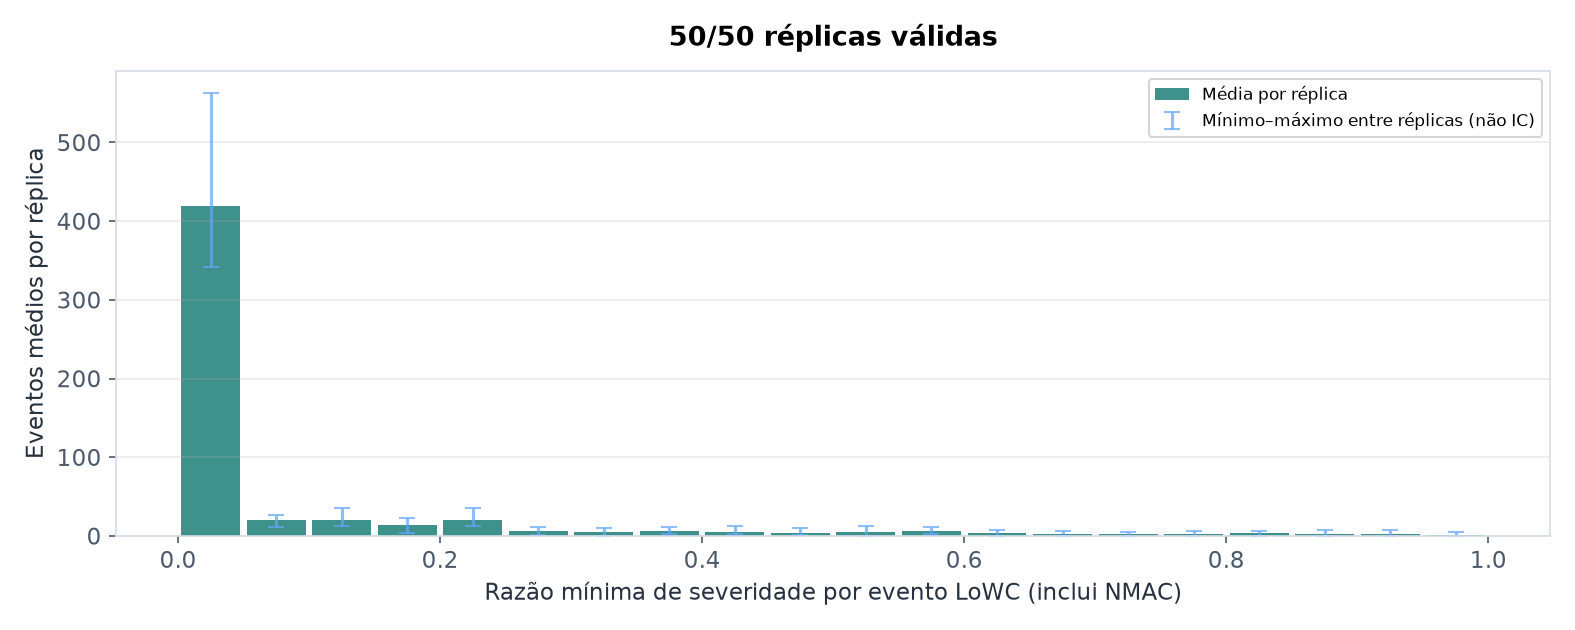 50/50 réplicas válidas
Média por réplica
Mínimo–máximo entre réplicas (não IC)
Eventos médios por réplica
500
400
300
200
100
0
0.0 0.2 0.4 0.6 0.8 1.0
Razão mínima de severidade por evento LoWC (inclui NMAC)